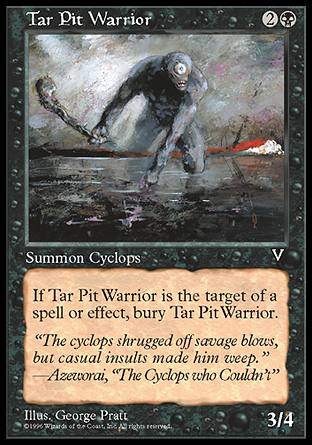 Tar Pit Warrior 2
Summon Cyclops V
If Tar Pit Warrior is the target of a
spell or effect, bury Tar Pit Warrior.
"The cyclops shrugged off savage blows,
but casual insults made him weep."
—Azeworai, "The Cyclops who Couldn't"
Illus. George Pratt
©1996 Wizards of the Coast, Inc. All rights reserved.
3/4